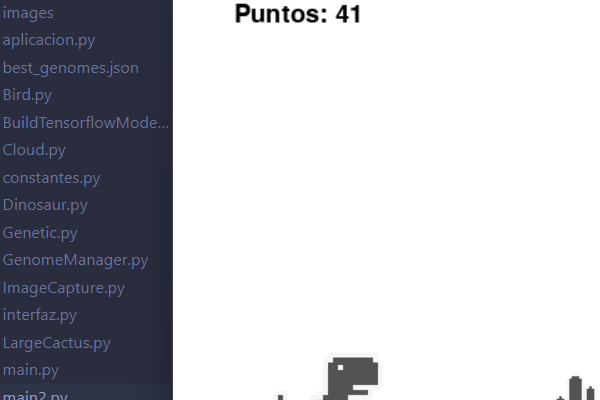 images
aplicacion.py
best_genomes.json
Bird.py
BuildTensorflowMode...
Cloud.py
constantes.py
Dinosaur.py
Genetic.py
GenomeManager.py
ImageCapture.py
interfaz.py
LargeCactus.py
main.py
main2.py
Puntos: 41